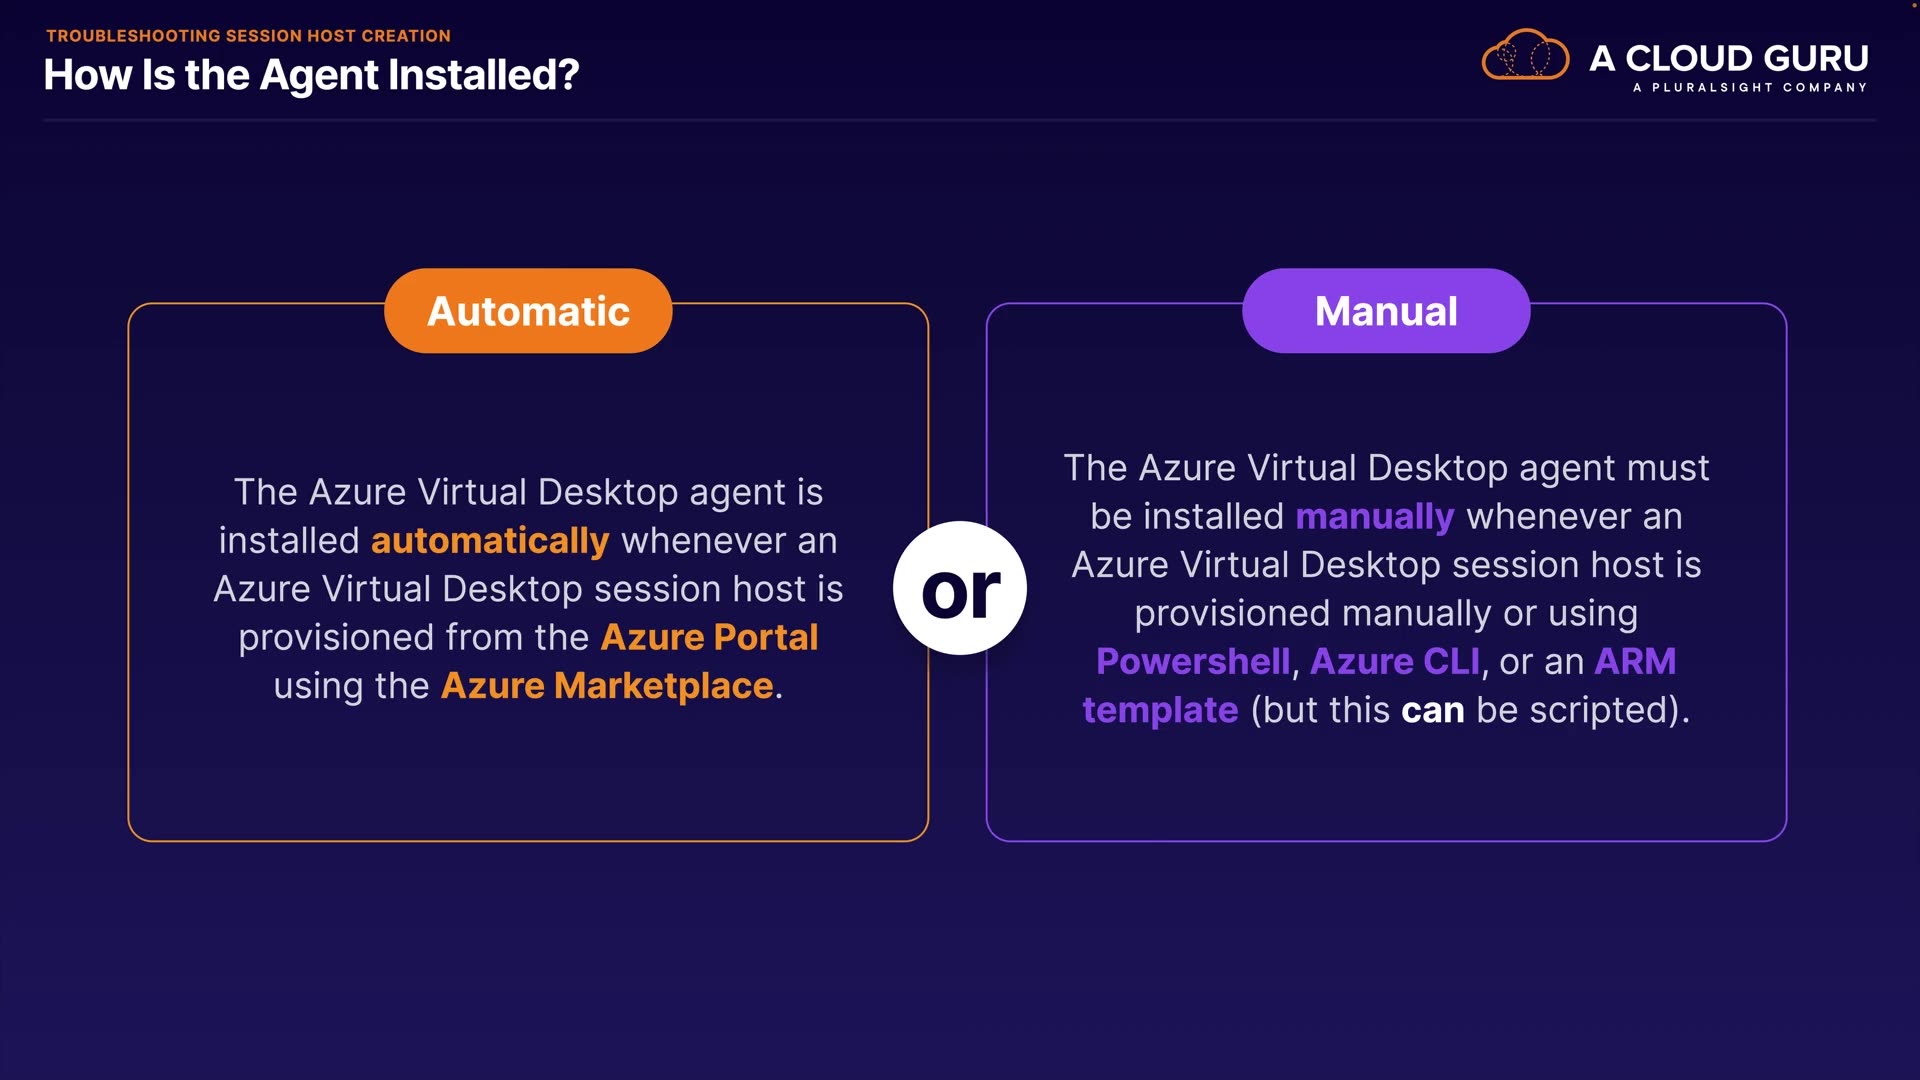 TROUBLESHOOTING SESSION HOST CREATION
How Is the Agent Installed?
A CLOUD GURU
A PLURALSIGHT COMPANY
Automatic
The Azure Virtual Desktop agent is
installed automatically whenever an
Azure Virtual Desktop session host is
provisioned from the Azure Portal
using the Azure Marketplace.
or
Manual
The Azure Virtual Desktop agent must
be installed manually whenever an
Azure Virtual Desktop session host is
provisioned manually or using
Powershell, Azure CLI, or an ARM
template (but this can be scripted).